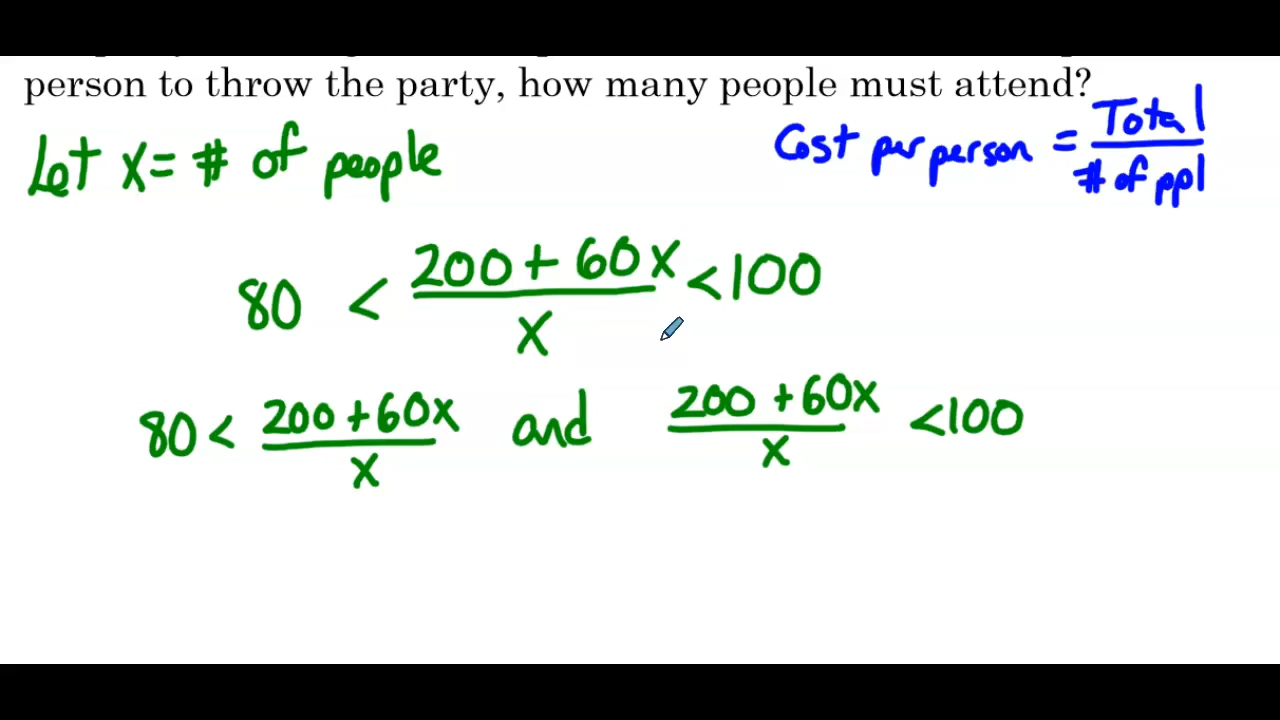 person to throw the party, how many people must attend?
Let x = # of people
Cost per person = Total / # of ppl
80 < 200 + 60x / x < 100
80 < 200 + 60x / x and 200 + 60x / x < 100